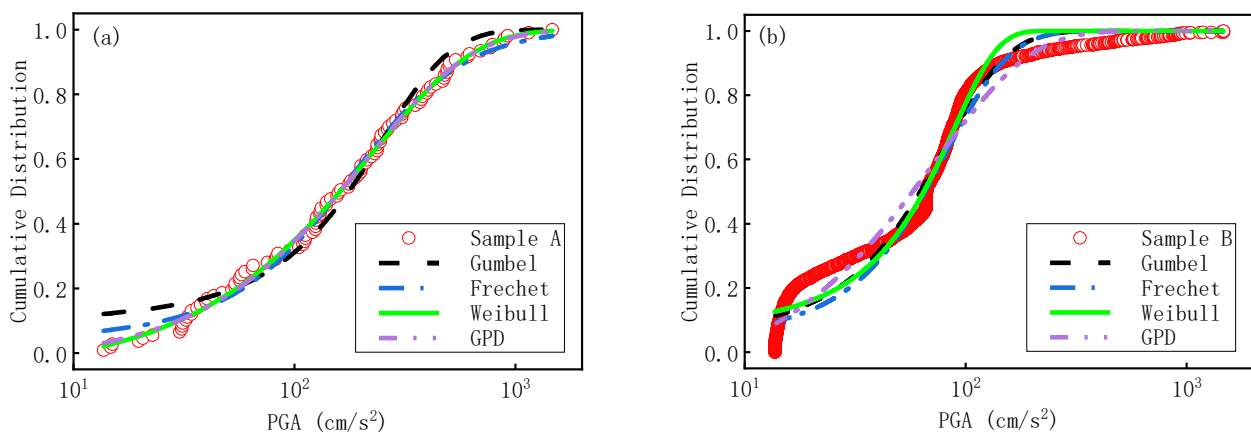 (a)
Cumulative Distribution
1.0
0.8
0.6
0.4
0.2
0.0
10¹
10²
10³
PGA (cm/s²)
Sample A
Gumbel
Frechet
Weibull
GPD
(b)
Cumulative Distribution
1.0
0.8
0.6
0.4
0.2
0.0
10¹
10²
10³
PGA (cm/s²)
Sample B
Gumbel
Frechet
Weibull
GPD